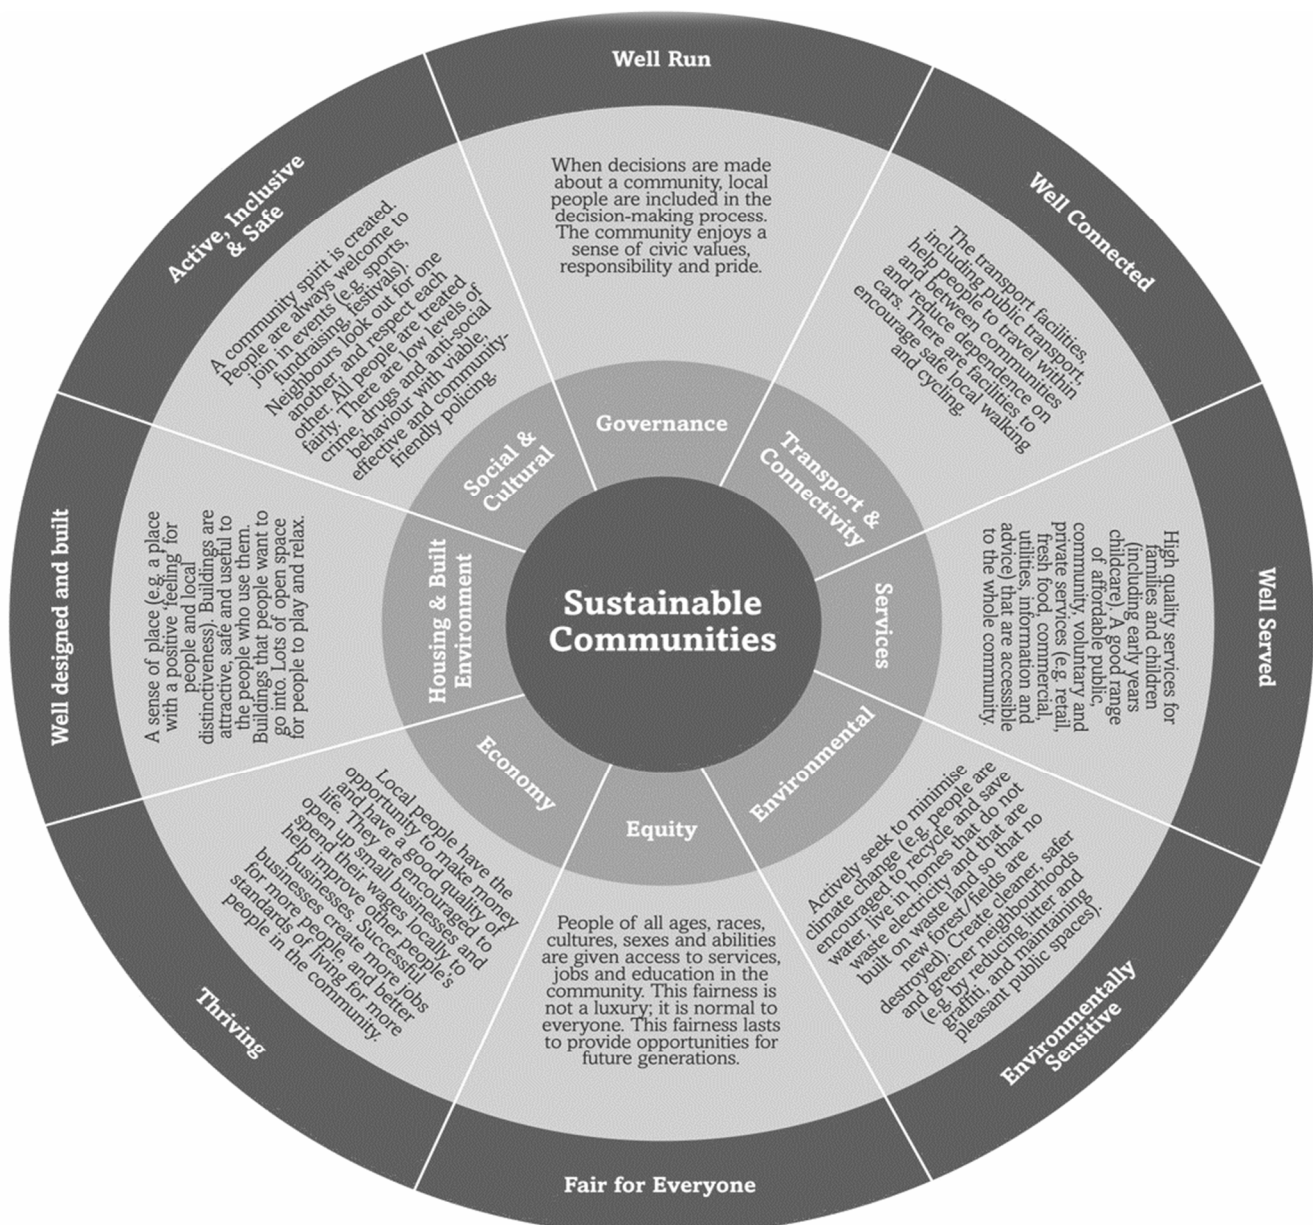 Well Run
When decisions are made
about a community, local
people are included in the
decision-making process.
The community enjoys a
sense of civic values,
responsibility and pride.
Governance
Well Connected
The transport facilities,
including public transport,
help people to travel within
and between communities
and reduce dependence on
cars. There are facilities to
encourage safe local walking
and cycling.
Transport &
Connectivity
Well Served
High quality services for
families and children
(including early years
childcare). A good range
of affordable public,
community, voluntary and
private services (e.g. retail,
fresh food, commercial,
utilities, information and
advice) that are accessible
to the whole community.
Services
Environmentally
Sensitive
Actively seek to minimise
climate change (e.g. people are
encouraged to recycle and save
water, live in homes that do not
waste electricity and that are
built on waste land so that no
new forest/fields are
destroyed). Create cleaner, safer
and greener neighbourhoods
(e.g. by reducing litter and
graffiti, and maintaining
pleasant public spaces).
Environmental
Fair for Everyone
People of all ages, races,
cultures, sexes and abilities
are given access to services,
jobs and education in the
community. This fairness is
not a luxury; it is normal to
everyone. This fairness lasts
to provide opportunities for
future generations.
Equity
Thriving
Local people have the
opportunity to make money
and have a good quality of
life. They are encouraged to
open up small businesses and
spend their wages locally to
help improve other people's
businesses. Successful
businesses create more jobs
for more people, and better
standards of living for more
people in the community.
Economy
Well designed and built
A sense of place (e.g. a place
with a positive ‘feeling’ for
people and local
distinctiveness). Buildings are
attractive, safe and useful to
the people who use them.
Buildings that people want to
go into Lots of open space
for people to play and relax.
Housing & Built
Environment
Active, Inclusive
& Safe
A community spirit is created.
People are always welcome to
join in events (e.g. sports,
fundraising, festivals).
Neighbours look out for one
another, and respect each
other. All people are treated
fairly. There are low levels of
crime, drugs and anti-social
behaviour with viable,
effective and community-
friendly policing.
Social &
Cultural
Sustainable
Communities